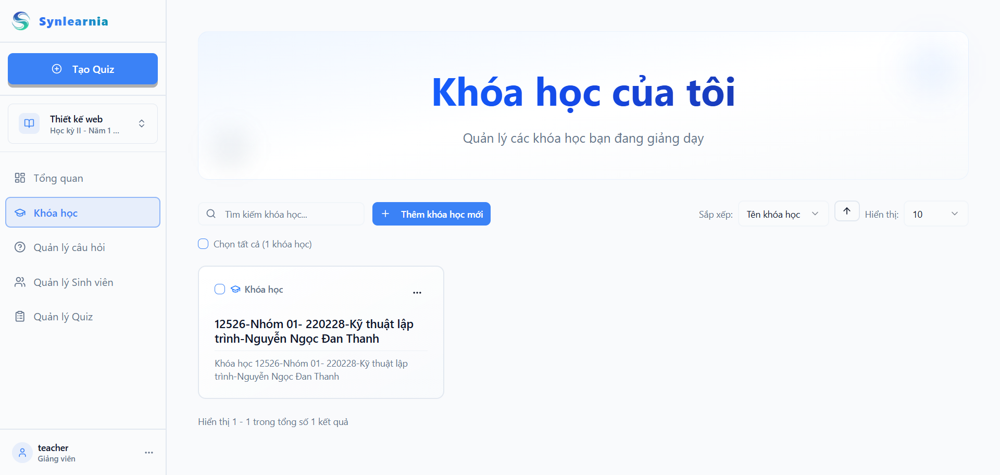 Synlearnia
Tạo Quiz
Thiết kế web
Học kỳ II - Năm 1 ...
Tổng quan
Khóa học
Quản lý câu hỏi
Quản lý Sinh viên
Quản lý Quiz
teacher
Giảng viên
Khóa học của tôi
Quản lý các khóa học bạn đang giảng dạy
Tìm kiếm khóa học...
Thêm khóa học mới
Sắp xếp:
Tên khóa học
Hiển thị:
10
Chọn tất cả (1 khóa học)
Khóa học
12526-Nhóm 01- 220228-Kỹ thuật lập
trình-Nguyễn Ngọc Đan Thanh
Khóa học 12526-Nhóm 01- 220228-Kỹ thuật lập
trình-Nguyễn Ngọc Đan Thanh
Hiển thị 1 - 1 trong tổng số 1 kết quả